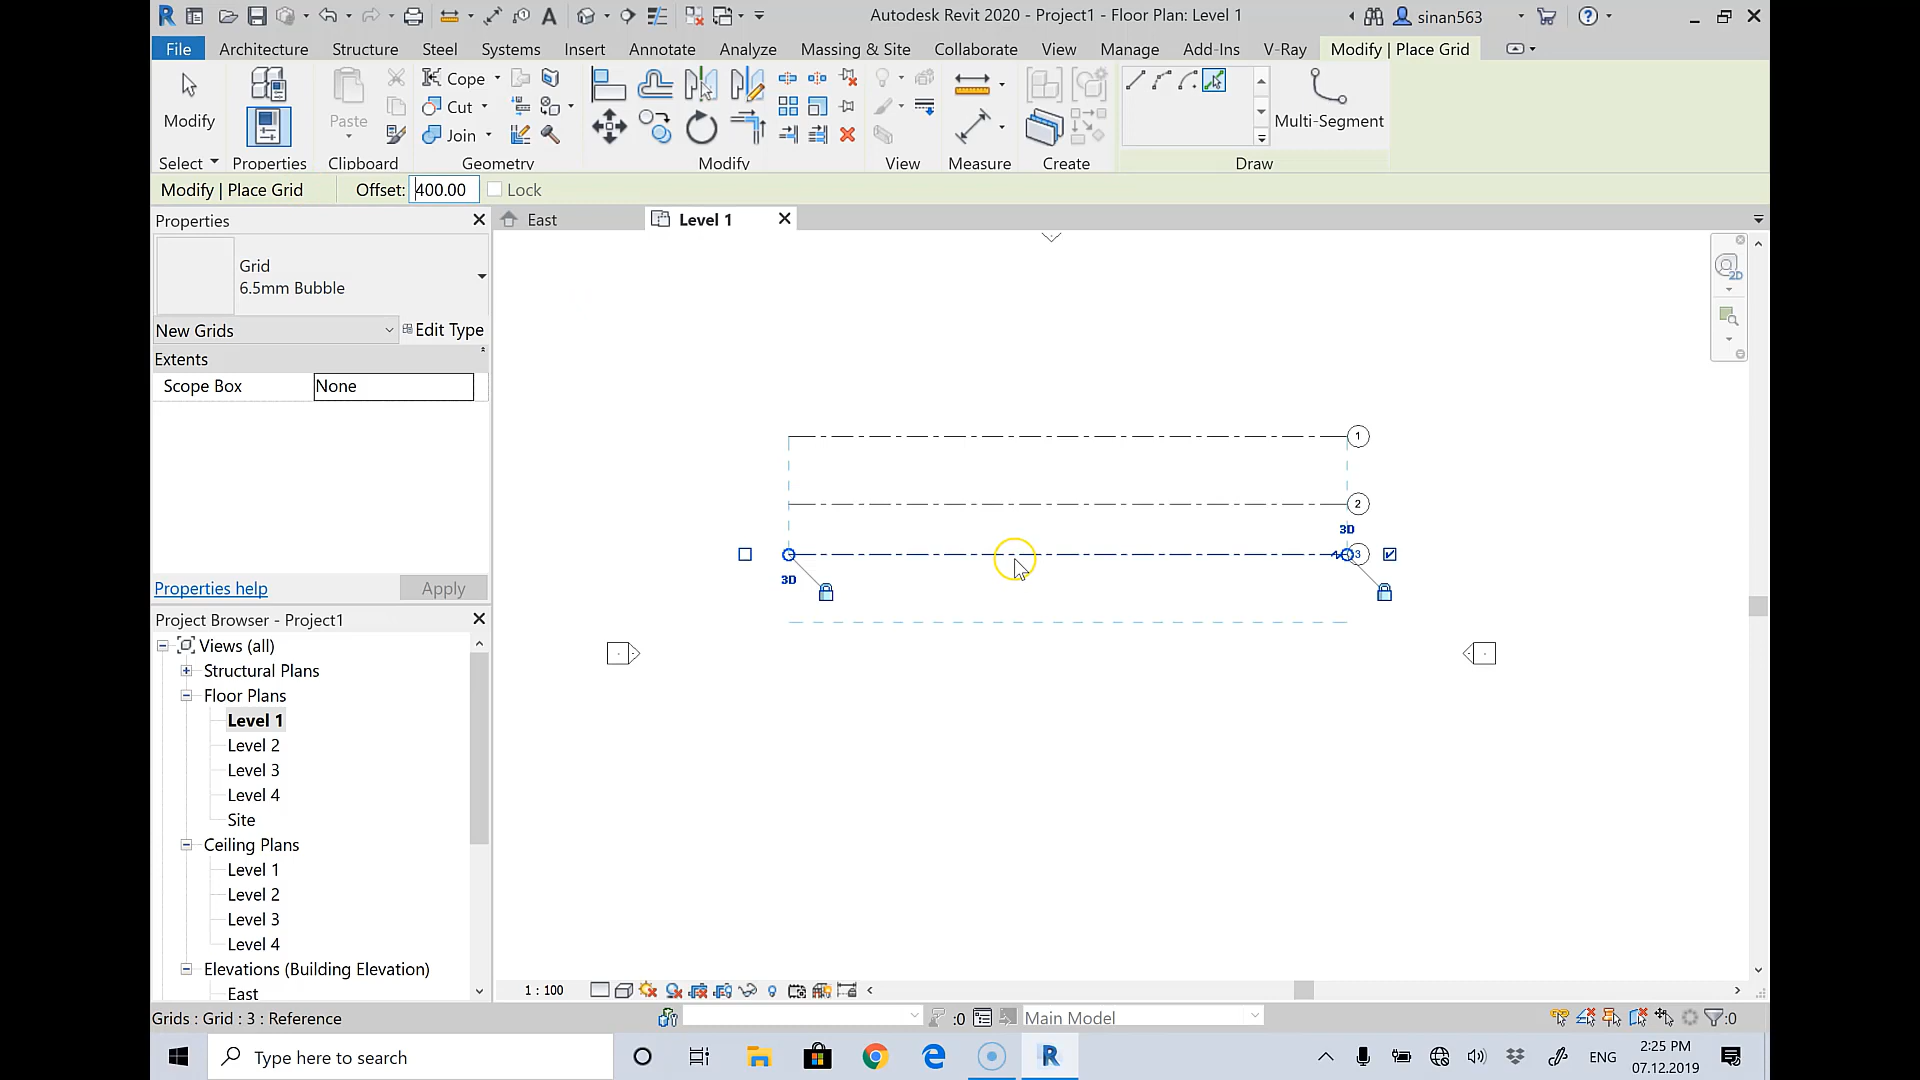 Autodesk Revit 2020 - Project1 - Floor Plan: Level 1
sinan563
File
Architecture
Structure
Steel
Systems
Insert
Annotate
Analyze
Massing & Site
Collaborate
View
Manage
Add-Ins
V-Ray
Modify | Place Grid
Modify
Paste
Cope
Cut
Join
Multi-Segment
Select
Properties
Clipboard
Geometry
Modify
View
Measure
Create
Draw
Modify | Place Grid
Offset: 400.00
Lock
Properties
East
Level 1
Grid
6.5mm Bubble
New Grids
Edit Type
Extents
Scope Box
None
2D
1
2
3D
3
3D
Properties help
Apply
Project Browser - Project1
Views (all)
Structural Plans
Floor Plans
Level 1
Level 2
Level 3
Level 4
Site
Ceiling Plans
Level 1
Level 2
Level 3
Level 4
Elevations (Building Elevation)
East
1 : 100
Grids : Grid : 3 : Reference
:0
Main Model
:0
Type here to search
ENG
2:25 PM
07.12.2019